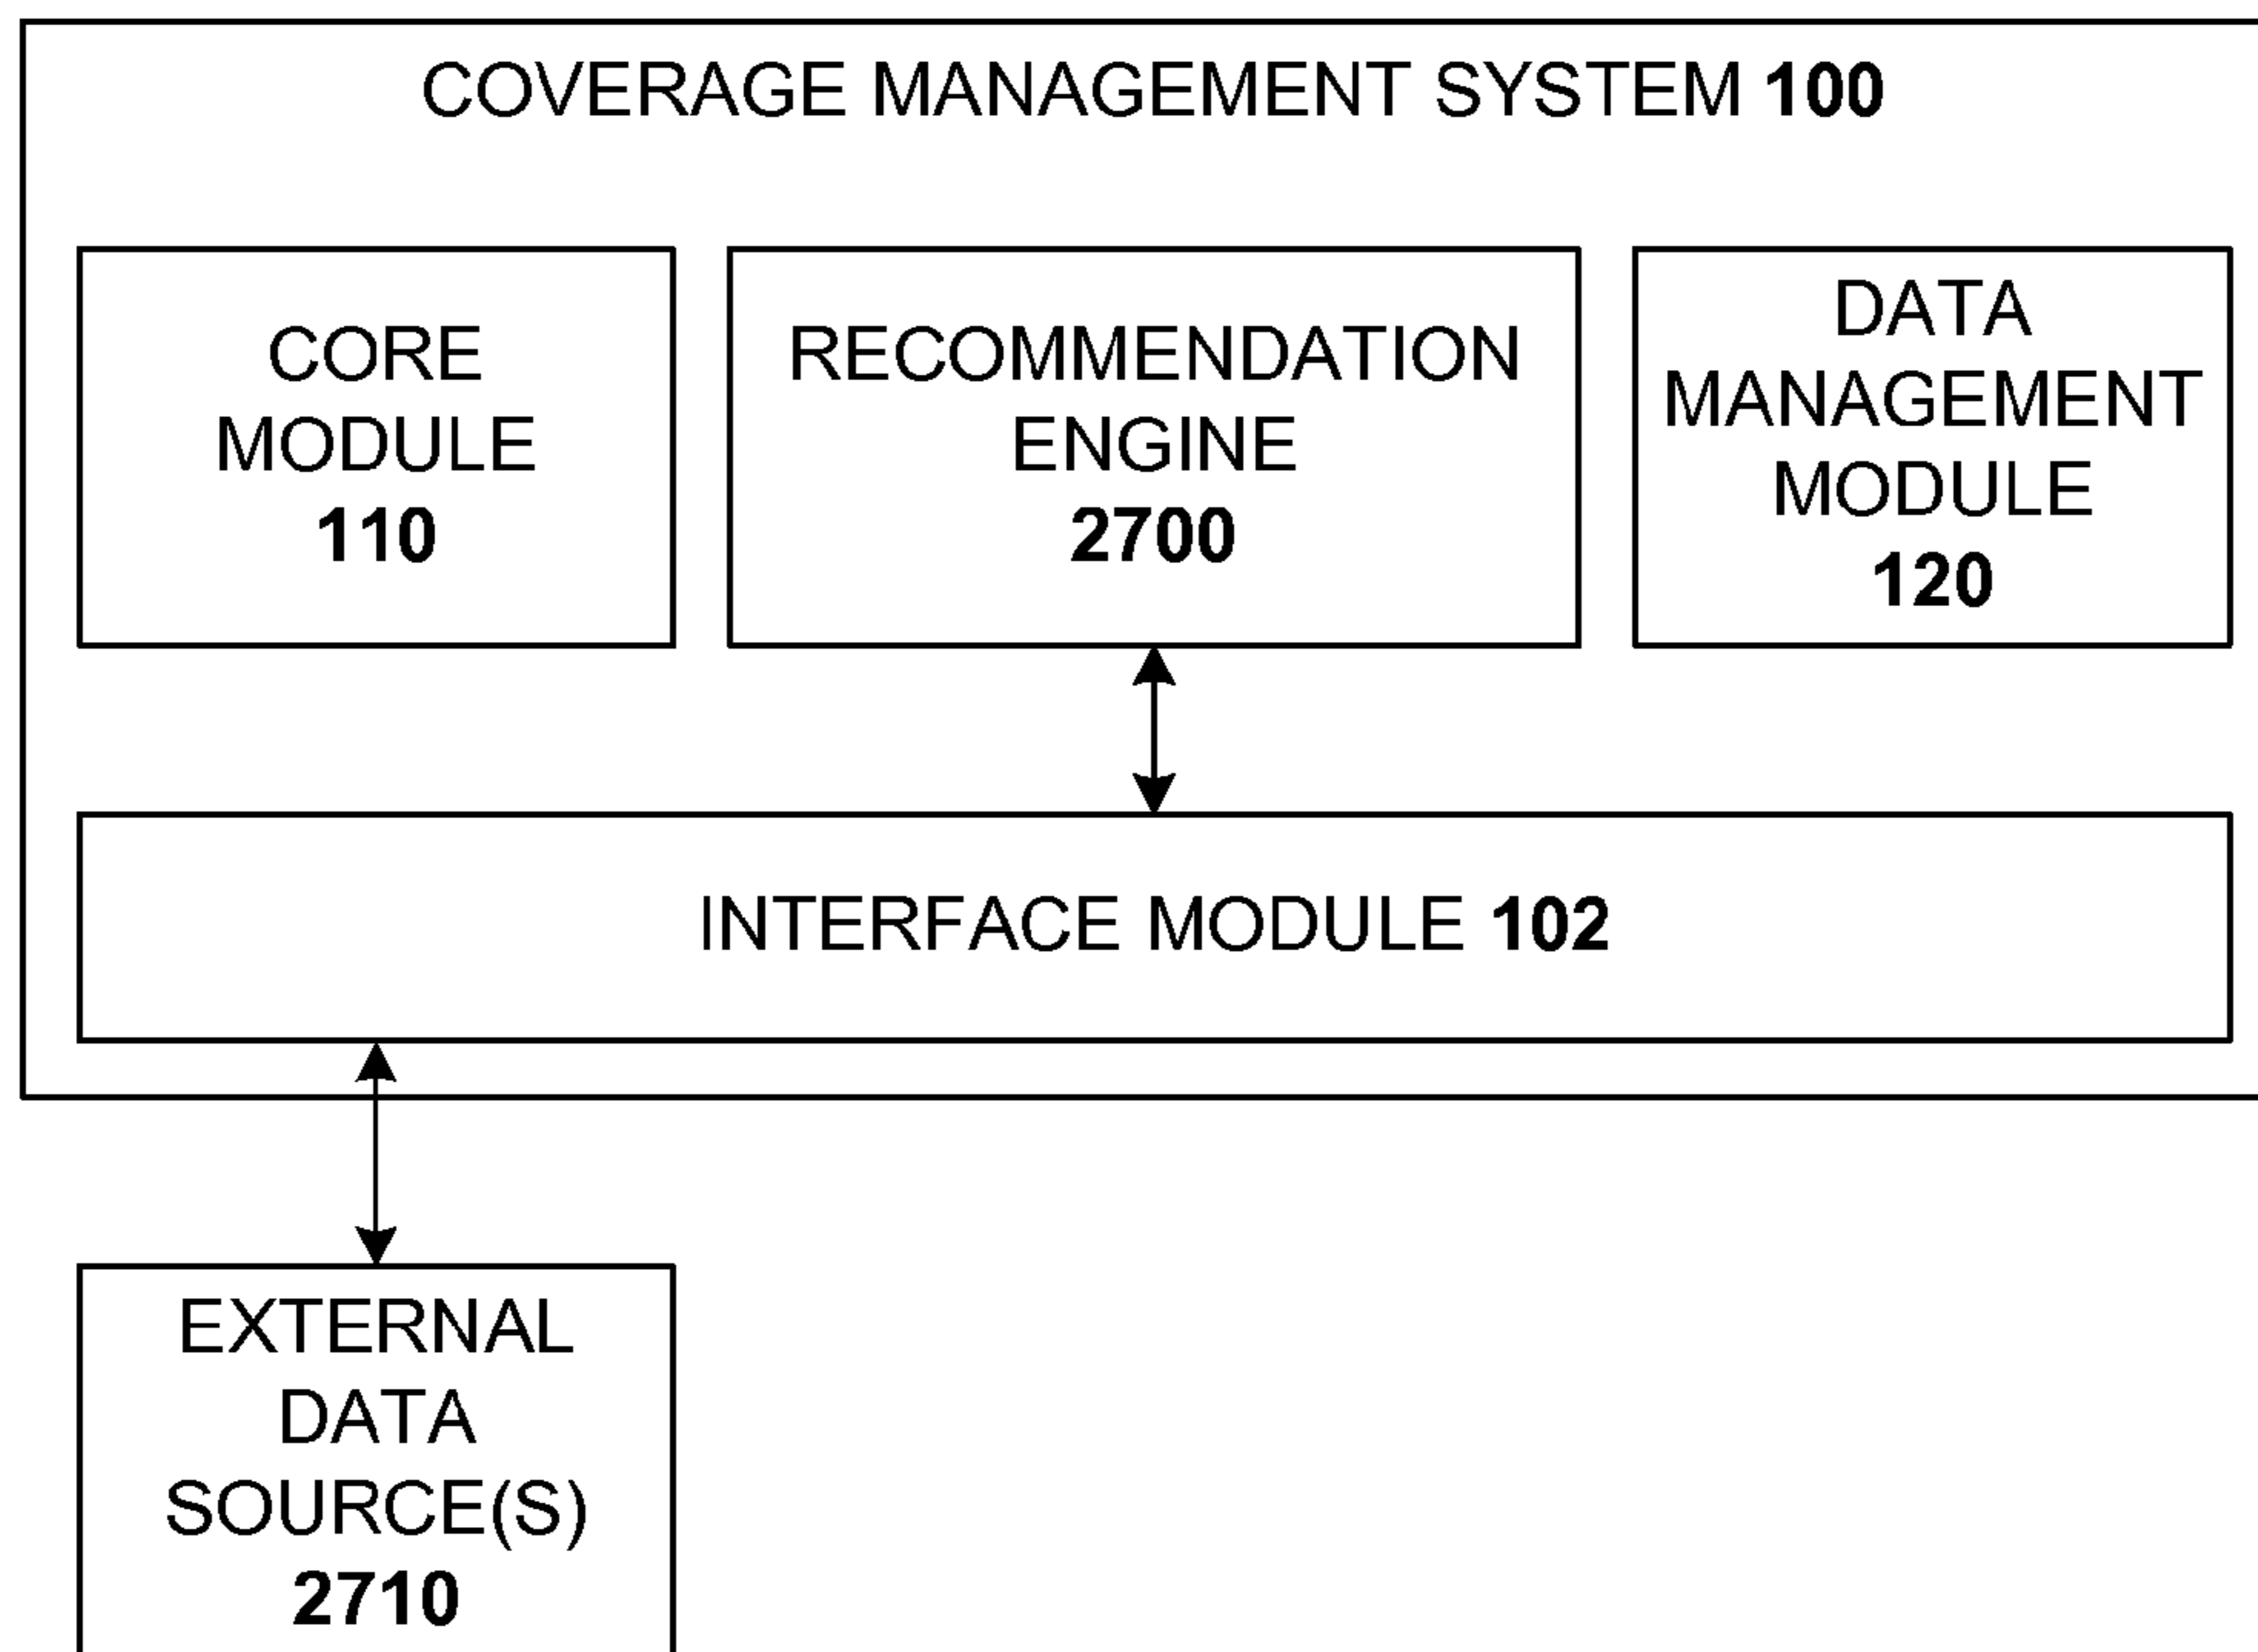 COVERAGE MANAGEMENT SYSTEM 100
CORE
MODULE
110
RECOMMENDATION
ENGINE
2700
DATA
MANAGEMENT
MODULE
120
INTERFACE MODULE 102
EXTERNAL
DATA
SOURCE(S)
2710